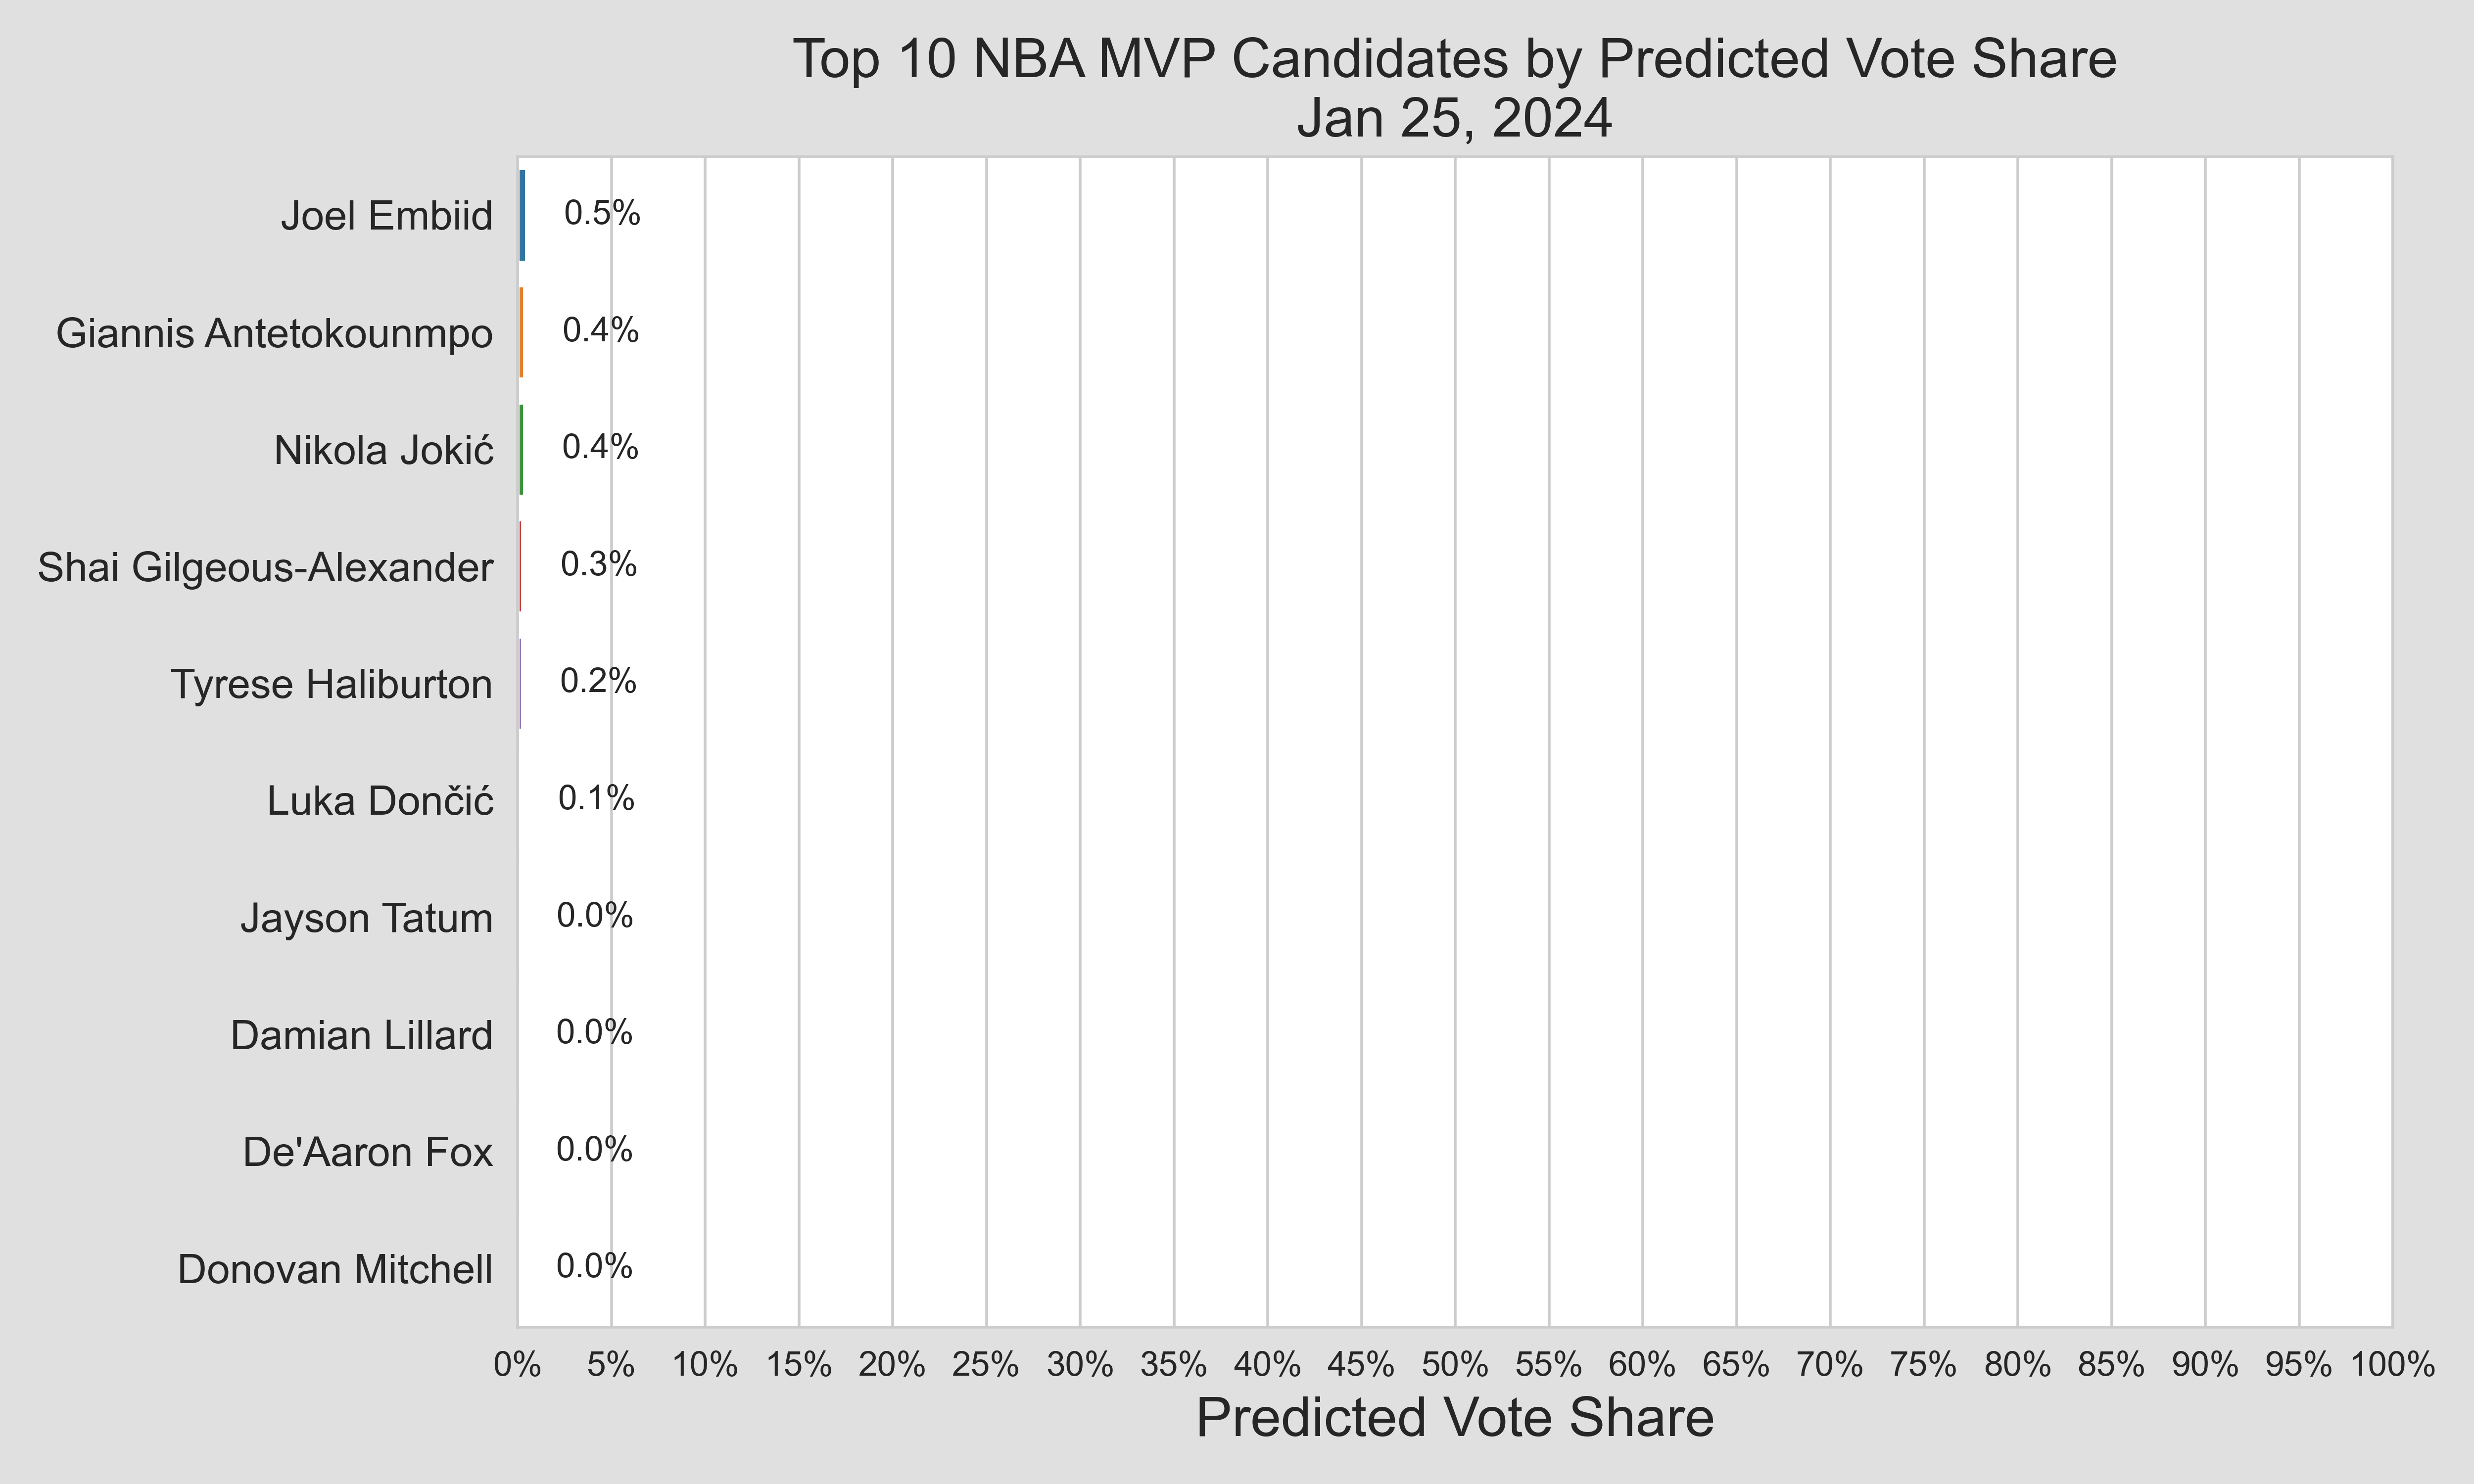 Top 10 NBA MVP Candidates by Predicted Vote Share
Jan 25, 2024
Joel Embiid 0.5%
Giannis Antetokounmpo 0.4%
Nikola Jokić 0.4%
Shai Gilgeous-Alexander 0.3%
Tyrese Haliburton 0.2%
Luka Dončić 0.1%
Jayson Tatum 0.0%
Damian Lillard 0.0%
De'Aaron Fox 0.0%
Donovan Mitchell 0.0%
0% 5% 10% 15% 20% 25% 30% 35% 40% 45% 50% 55% 60% 65% 70% 75% 80% 85% 90% 95% 100%
Predicted Vote Share